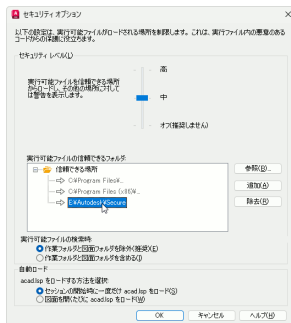 セキュリティ オプション
以下の設定は、実行可能ファイルがロードされる場所を制限します。これは、実行ファイル内の悪意のある
コードからの保護に役立ちます。
セキュリティ レベル(L)
高
実行可能ファイルを信頼できる場所
からロードし、その他の場所に対して
は警告を表示します。
中
オフ(推奨しません)
実行可能ファイルの信頼できるフォルダ:
信頼できる場所
C:¥Program Files¥...
C:¥Program Files (x86)¥...
E:¥Autodesk¥Secure
参照(B)...
追加(A)
除去(R)
実行可能ファイルの検索時:
作業フォルダと図面フォルダを除外(推奨)(E)
作業フォルダと図面フォルダを含める(I)
自動ロード
acad.lsp をロードする方法を選択:
セッションの開始時に一度だけ acad.lsp をロード(S)
図面を開くたびに acad.lsp をロード(W)
OK
キャンセル
ヘルプ(H)